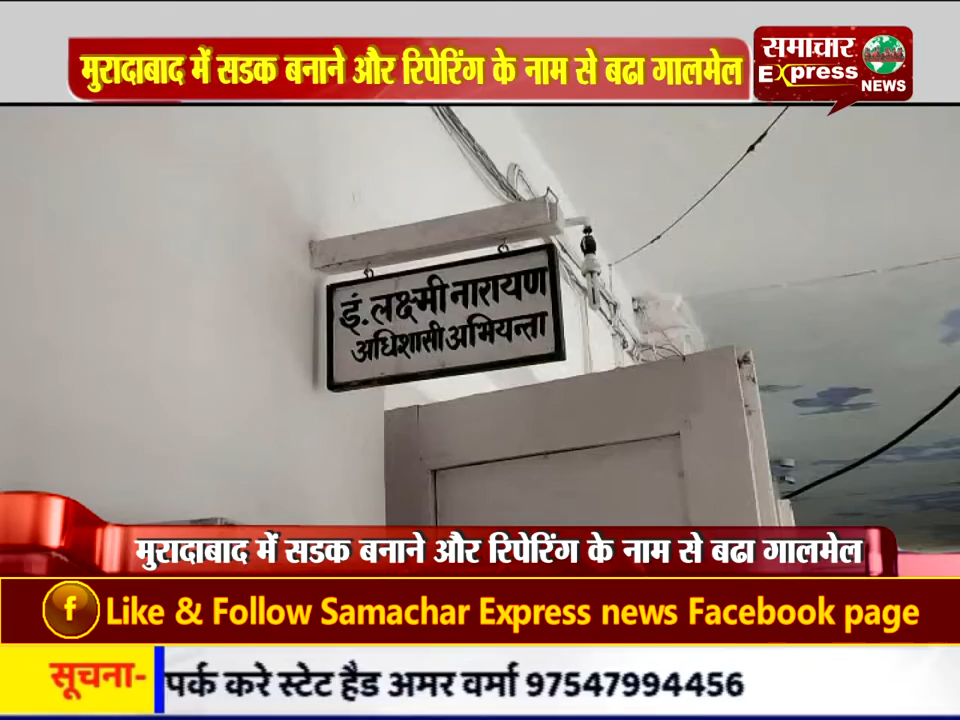 मुरादाबाद में सडक बनाने और रिपेरिंग के नाम से बढा गालमेल
समाचार
Express
NEWS
इं. लक्ष्मी नारायण
अधिशासी अभियन्ता
मुरादाबाद में सडक बनाने और रिपेरिंग के नाम से बढा गालमेल
f Like & Follow Samachar Express news Facebook page
सूचना- पर्क करे स्टेट हैड अमर वर्मा 97547994456